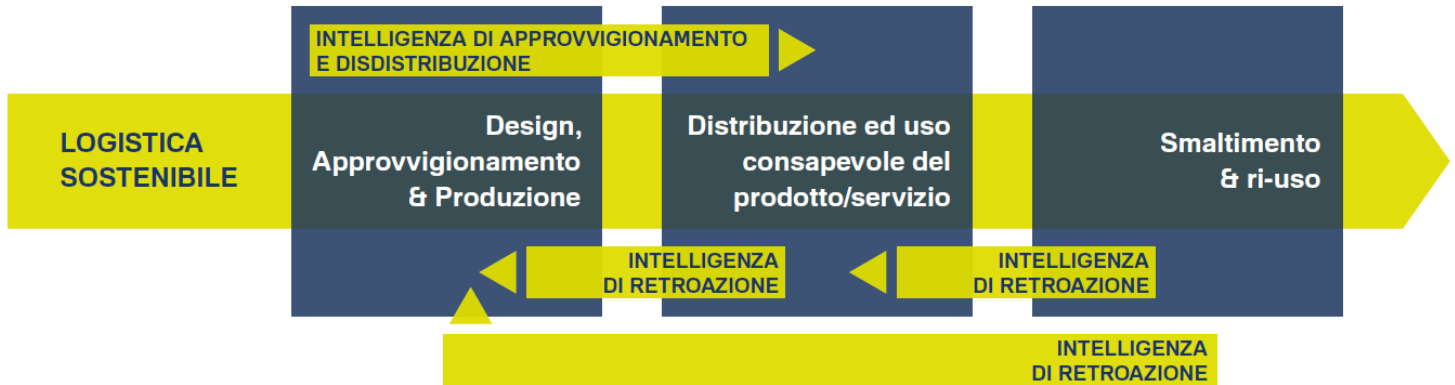 INTELLIGENZA DI APPROVVIGIONAMENTO
E DISDISTRIBUZIONE
LOGISTICA
SOSTENIBILE
Design,
Approvvigionamento
& Produzione
Distribuzione ed uso
consapevole del
prodotto/servizio
Smaltimento
& ri-uso
INTELLIGENZA
DI RETROAZIONE
INTELLIGENZA
DI RETROAZIONE
INTELLIGENZA
DI RETROAZIONE